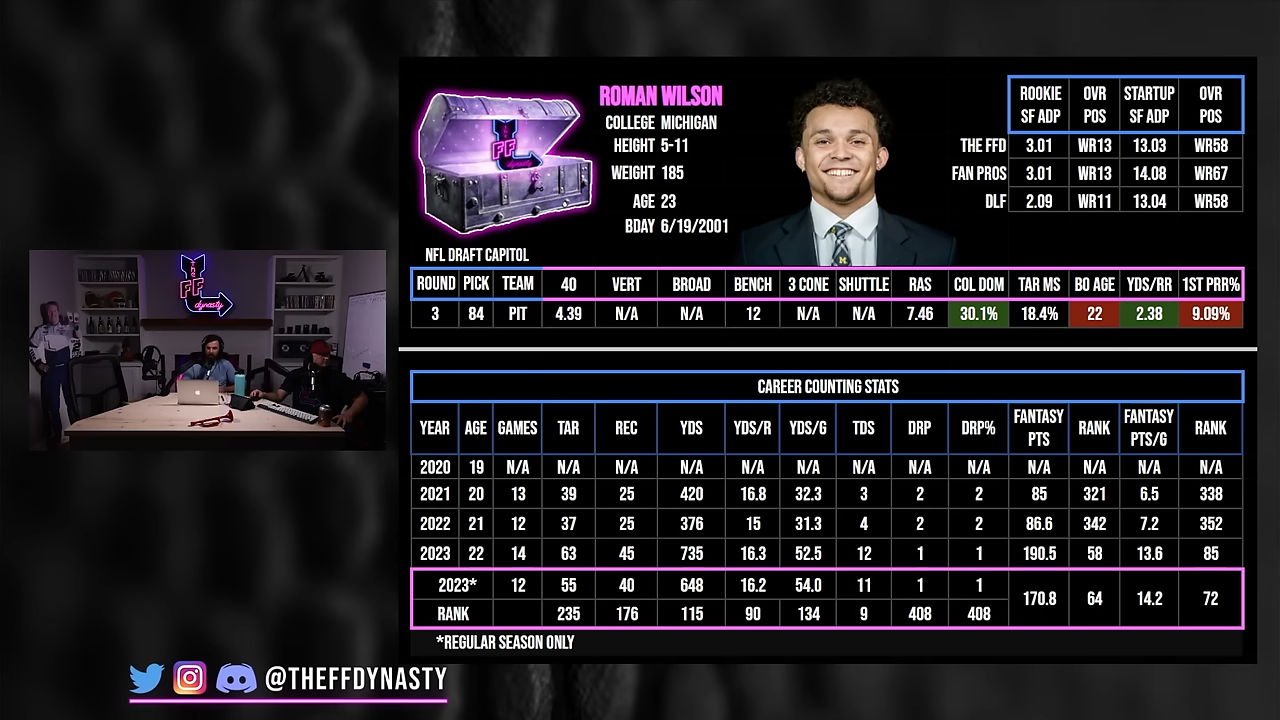 ROMAN WILSON
COLLEGE MICHIGAN
HEIGHT 5-11
WEIGHT 185
AGE 23
BDAY 6/19/2001
FF
dynasty
ROOKIE SF ADP OVR POS STARTUP SF ADP OVR POS
THE FFD 3.01 WR13 13.03 WR58
FAN PROS 3.01 WR13 14.08 WR67
DLF 2.09 WR11 13.04 WR58
NFL DRAFT CAPITOL
ROUND PICK TEAM 40 VERT BROAD BENCH 3 CONE SHUTTLE RAS COL DOM TAR MS BO AGE YDS/RR 1ST PRR%
3 84 PIT 4.39 N/A N/A 12 N/A N/A 7.46 30.1% 18.4% 22 2.38 9.09%
The
FF
dynasty
CAREER COUNTING STATS
YEAR AGE GAMES TAR REC YDS YDS/R YDS/G TDS DRP DRP% FANTASY PTS RANK FANTASY PTS/G RANK
2020 19 N/A N/A N/A N/A N/A N/A N/A N/A N/A N/A N/A N/A N/A
2021 20 13 39 25 420 16.8 32.3 3 2 2 85 321 6.5 338
2022 21 12 37 25 376 15 31.3 4 2 2 86.6 342 7.2 352
2023 22 14 63 45 735 16.3 52.5 12 1 1 190.5 58 13.6 85
2023* 12 55 40 648 16.2 54.0 11 1 1 170.8 64 14.2 72
RANK 235 176 115 90 134 9 408 408
*REGULAR SEASON ONLY
@THEFFDYNASTY